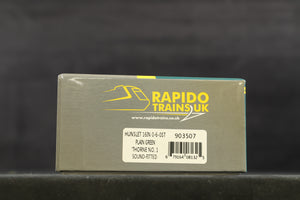 RAPIDO
TRAINS UK
www.rapidotrains.co.uk
HUNSLET 16IN 0-6-0ST
PLAIN GREEN
'THORNE NO. 1'
SOUND-FITTED
903507